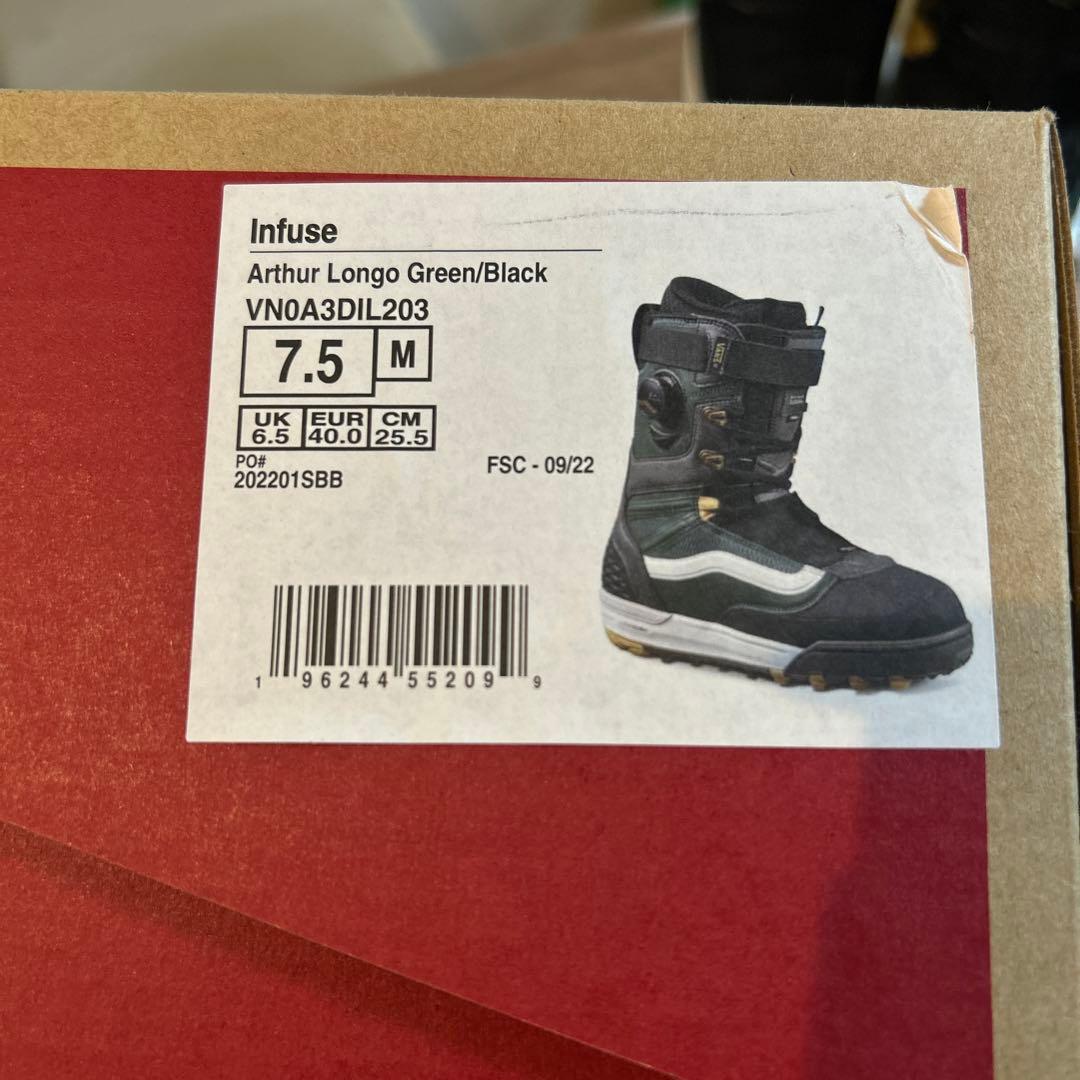 Infuse
Arthur Longo Green/Black
VN0A3DIL203
7.5 M
UK EUR CM
6.5 40.0 25.5
PO#
202201SBB
FSC - 09/22
VANS
1 96244 55209 9